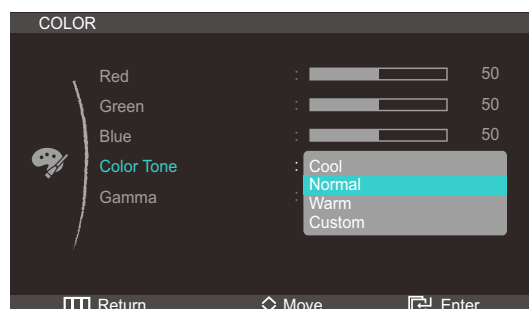 COLOR
Red : 50
Green : 50
Blue : 50
Color Tone : Cool
Normal
Warm
Custom
Gamma :
Return Move Enter